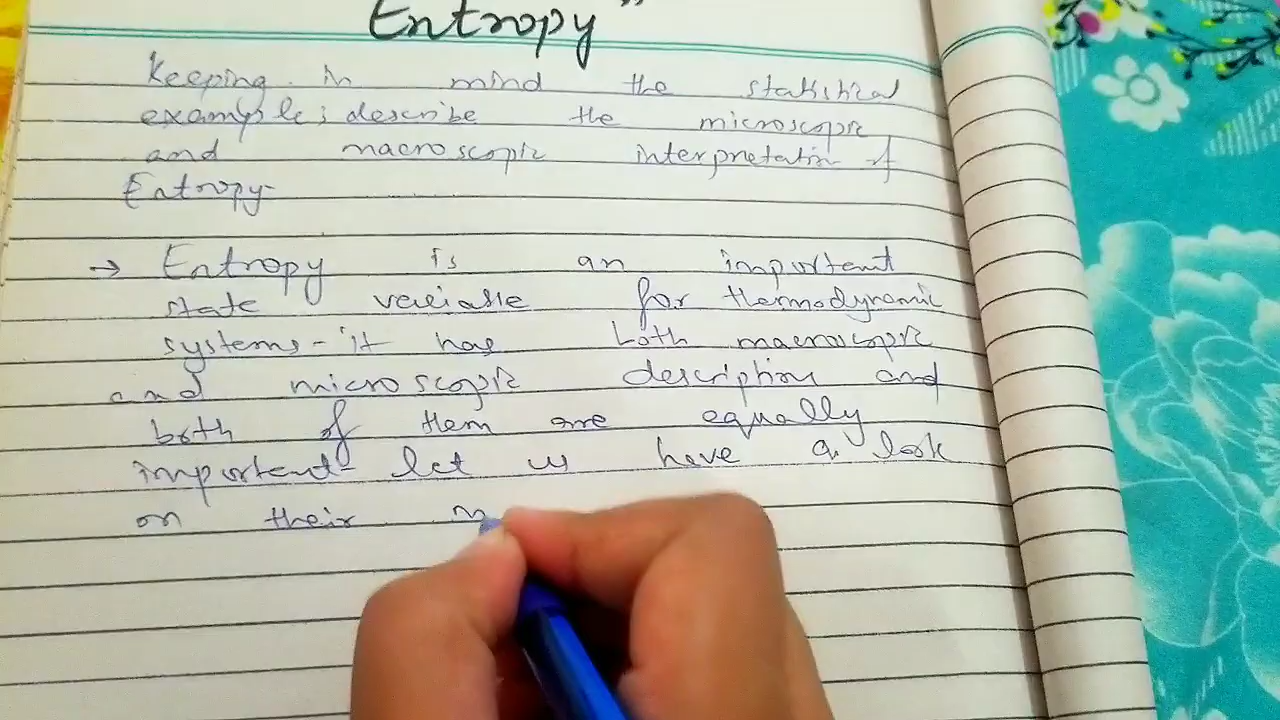 Entropy"
Keeping in mind the statistical
example; describe the microscopic
and macroscopic interpretation of
Entropy-
→ Entropy is an important
state variable for thermodynamic
systems - it has both macroscopic
and microscopic description and
both of them are equally
important - let us have a look
on their m